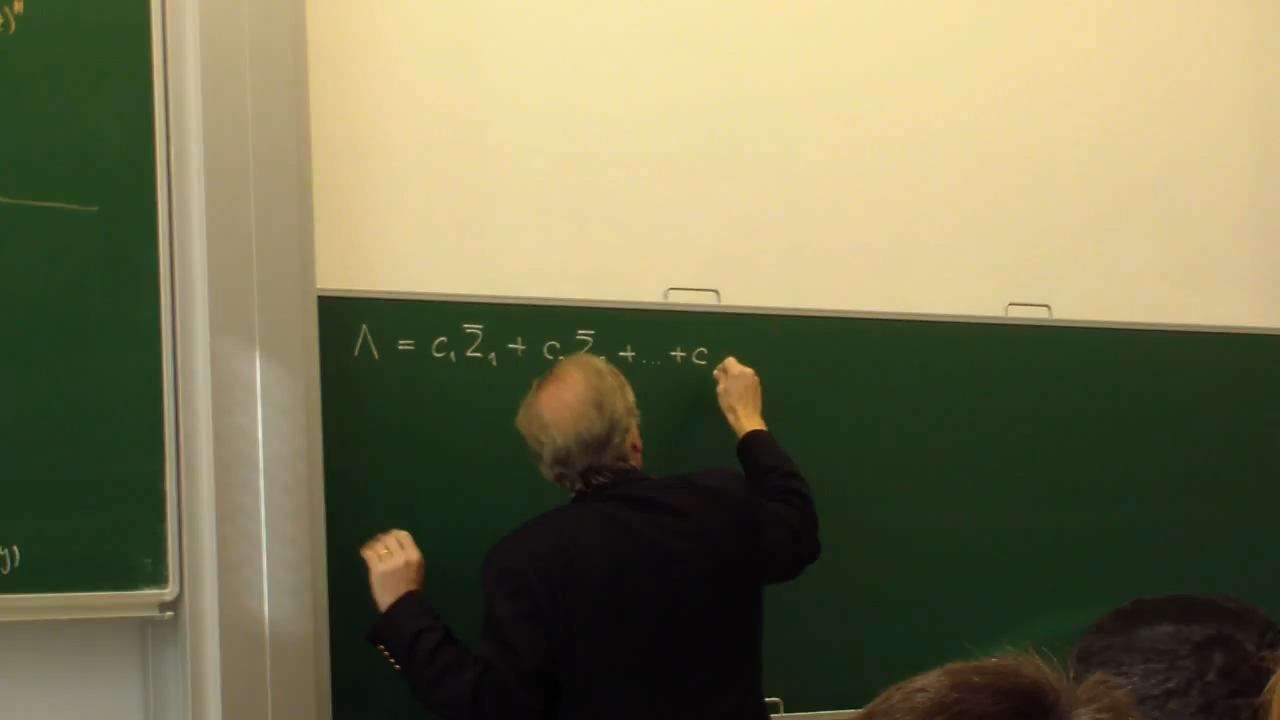 Λ = c₁ Z̅₁ + c₂ Z̅₂ + ... + c
y)